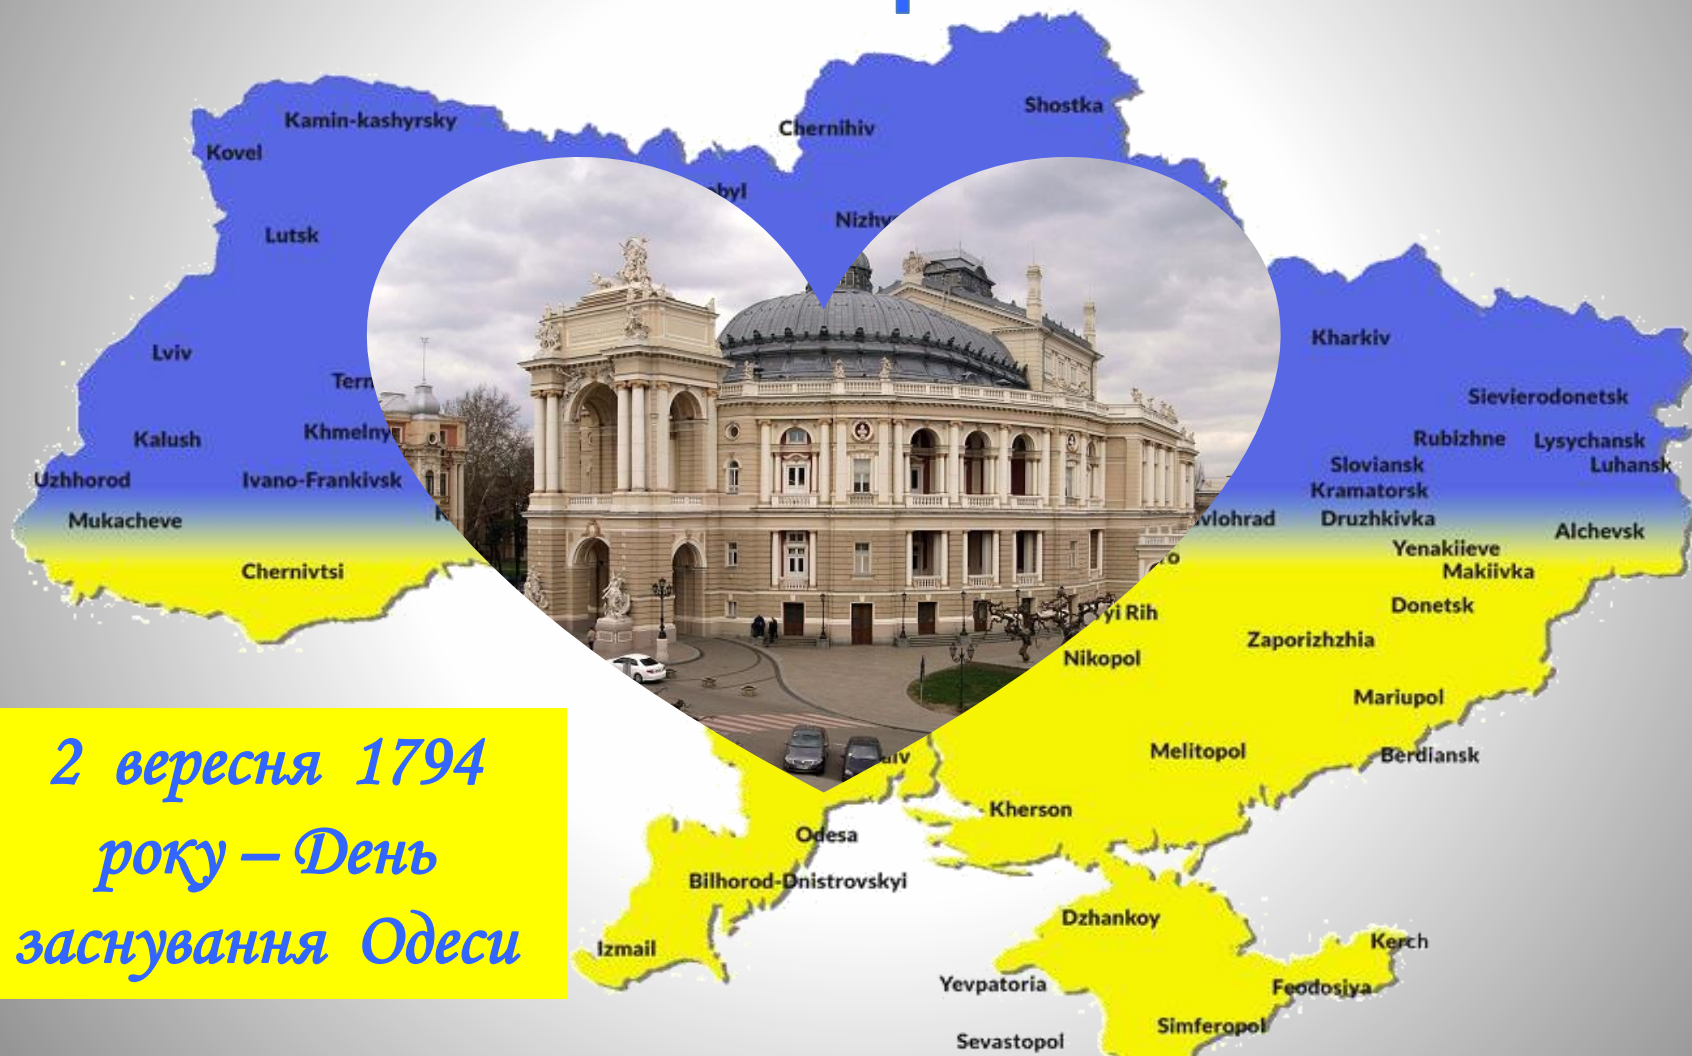 Shostka
Kamin-kashyrsky
Chernihiv
Kovel
Lutsk
Kharkiv
Lviv
Sievierodonetsk
Kalush
Rubizhne
Lysychansk
Sloviansk
Luhansk
Uzhhorod
Ivano-Frankivsk
Kramatorsk
Mukacheve
Druzhkivka
Alchevsk
Yenakiieve
Chernivtsi
Makiivka
Donetsk
Zaporizhzhia
Nikopol
Mariupol
Melitopol
Berdiansk
Kherson
Odesa
Bilhorod-Dnistrovskyi
Dzhankoy
Izmail
Kerch
Yevpatoria
Feodosiya
Simferopol
Sevastopol
2 вересня 1794
року – День
заснування Одеси